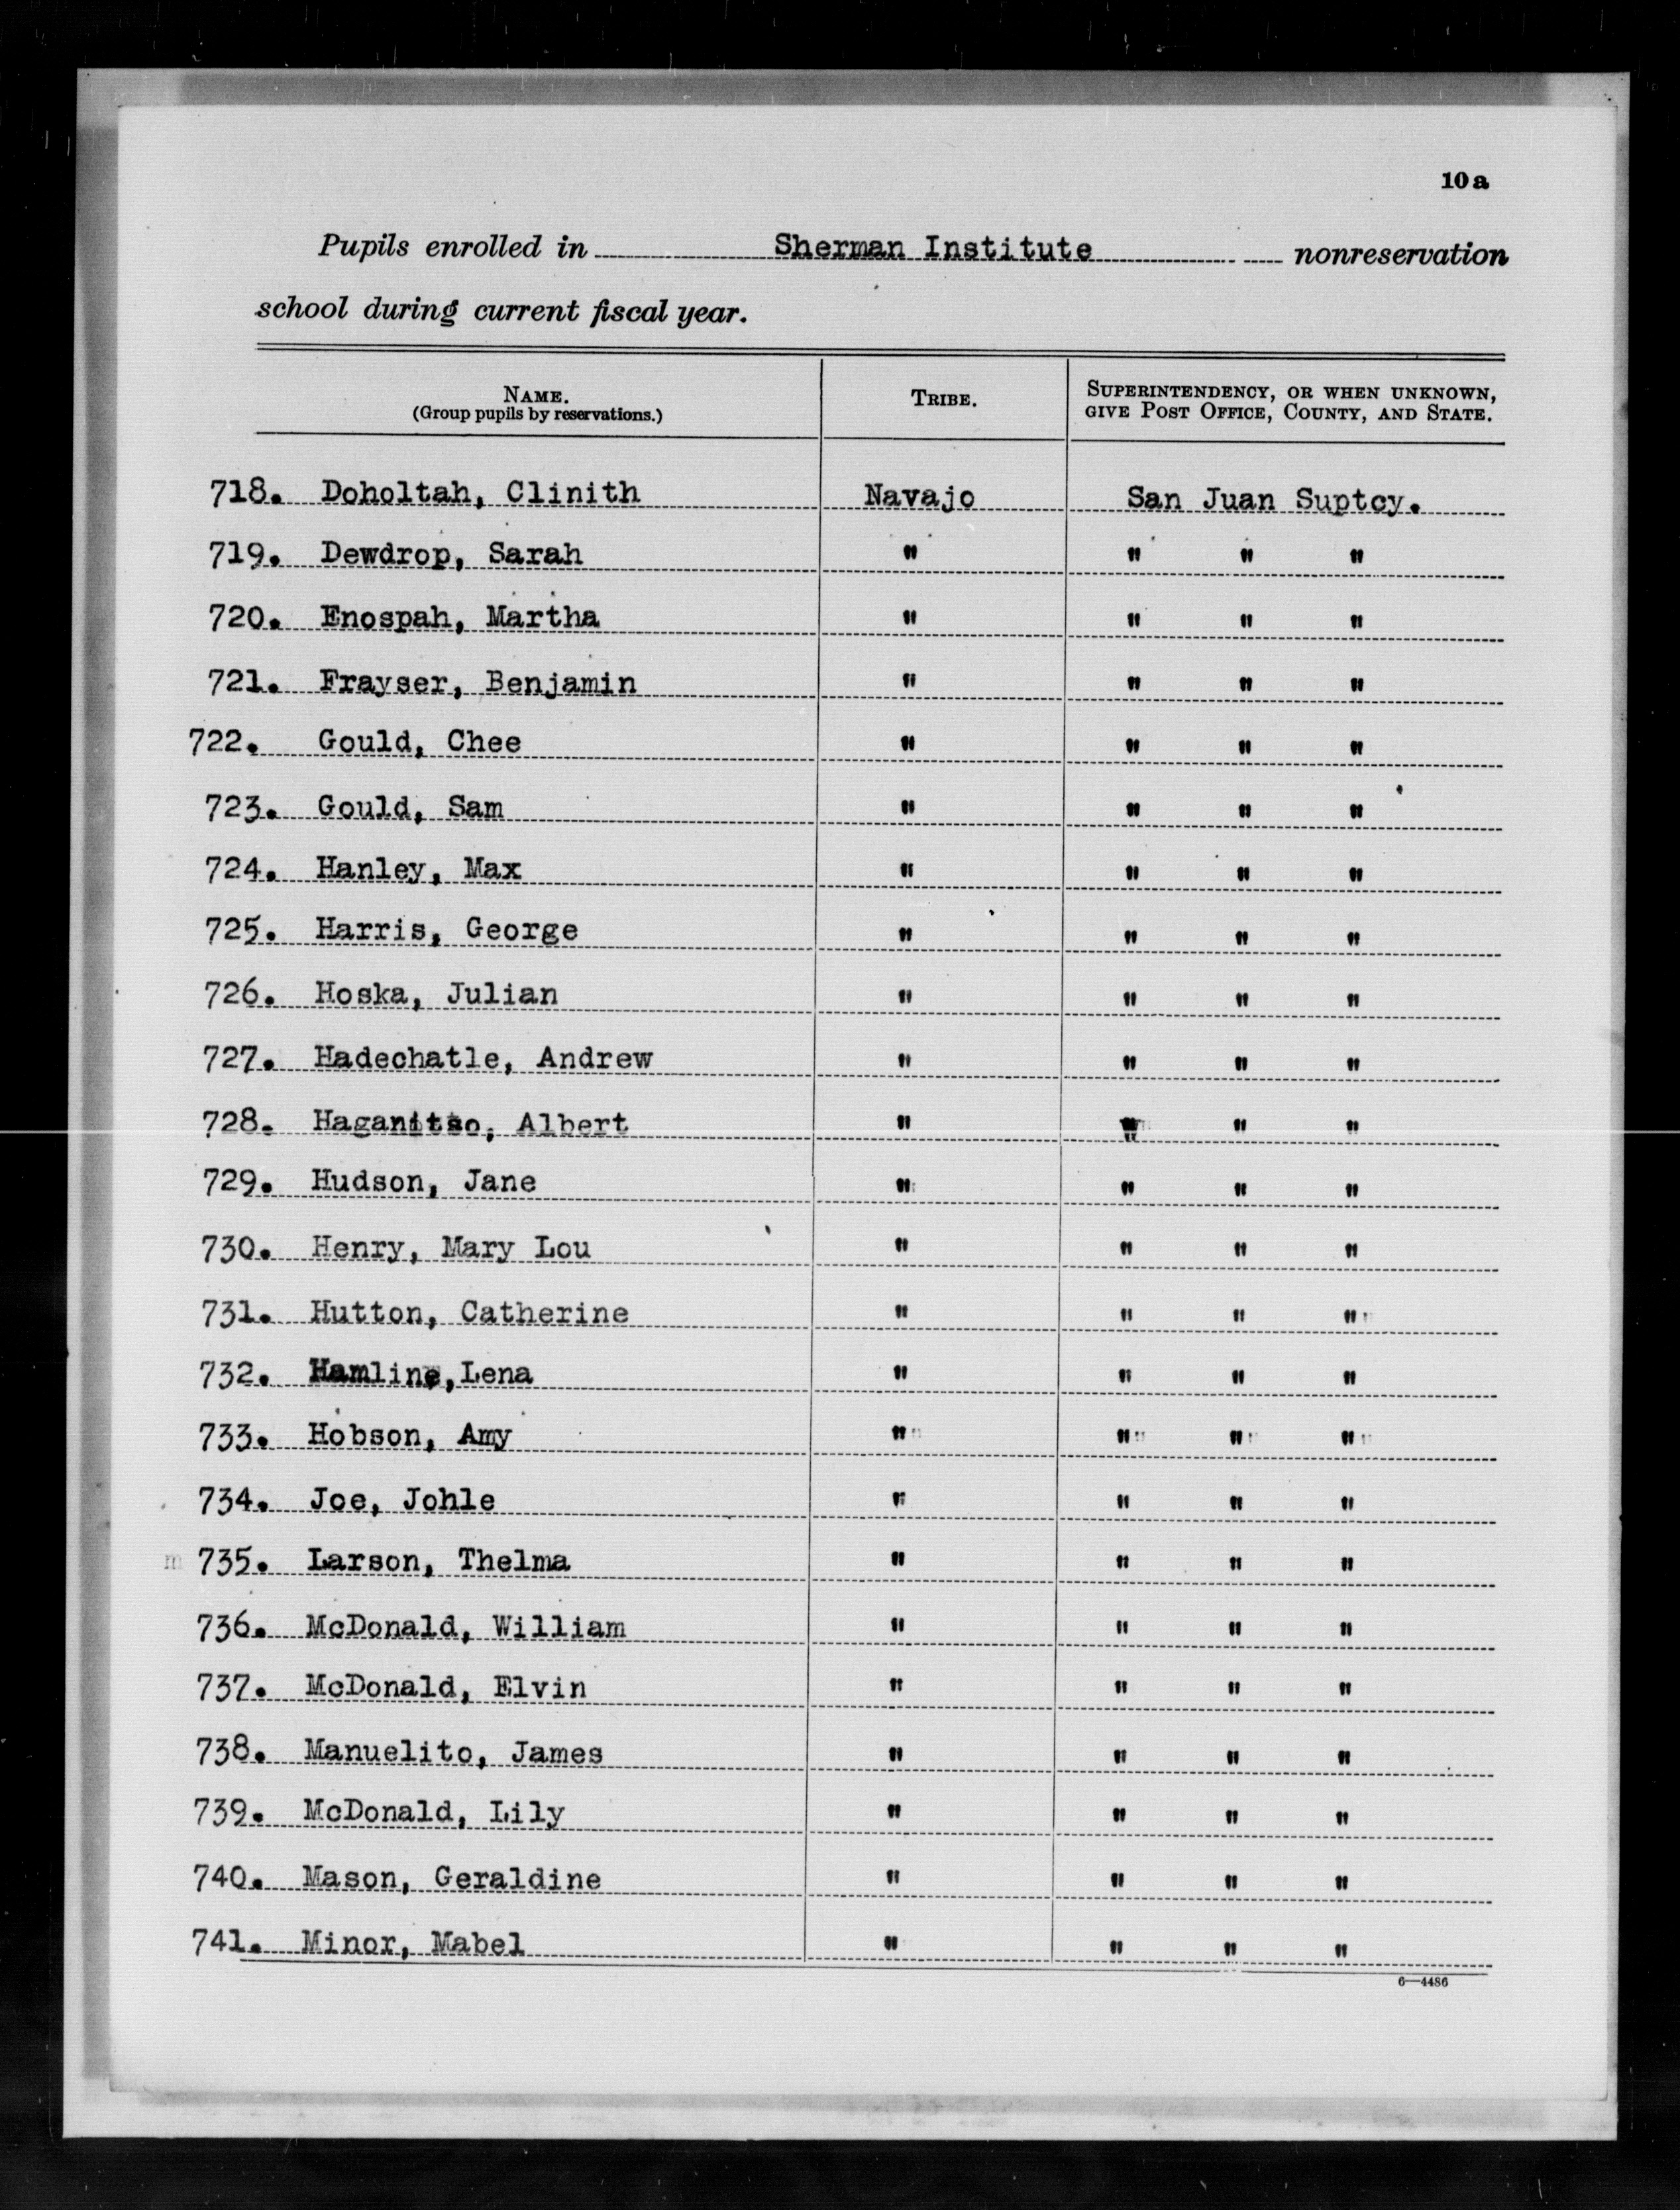 10a
Pupils enrolled in Sherman Institute nonreservation
school during current fiscal year.
NAME. TRIBE. SUPERINTENDENCY, OR WHEN UNKNOWN,
(Group pupils by reservations.) GIVE POST OFFICE, COUNTY, AND STATE.
718. Doholtah, Clinith Navajo San Juan Suptcy.
719. Dewdrop, Sarah " " " "
720. Enospah, Martha " " " "
721. Frayser, Benjamin " " " "
722. Gould, Chee " " " "
723. Gould, Sam " " " "
724. Hanley, Max " " " "
725. Harris, George " " " "
726. Hoska, Julian " " " "
727. Hadechatle, Andrew " " " "
728. Haganitso, Albert " " " "
729. Hudson, Jane " " " "
730. Henry, Mary Lou " " " "
731. Hutton, Catherine " " " "
732. Hamline, Lena " " " "
733. Hobson, Amy " " " "
734. Joe, Johle " " " "
735. Larson, Thelma " " " "
736. McDonald, William " " " "
737. McDonald, Elvin " " " "
738. Manuelito, James " " " "
739. McDonald, Lily " " " "
740. Mason, Geraldine " " " "
741. Minor, Mabel " " " "
6—4486